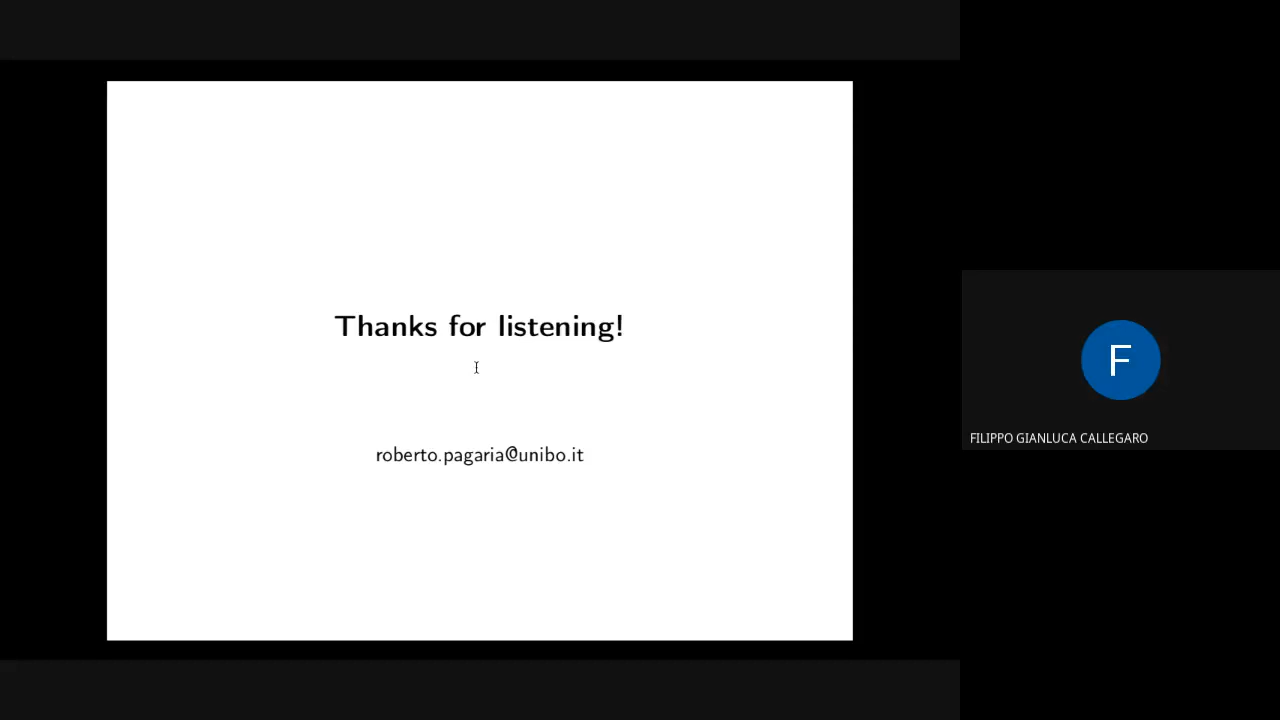 Thanks for listening!
roberto.pagaria@unibo.it
F
FILIPPO GIANLUCA CALLEGARO